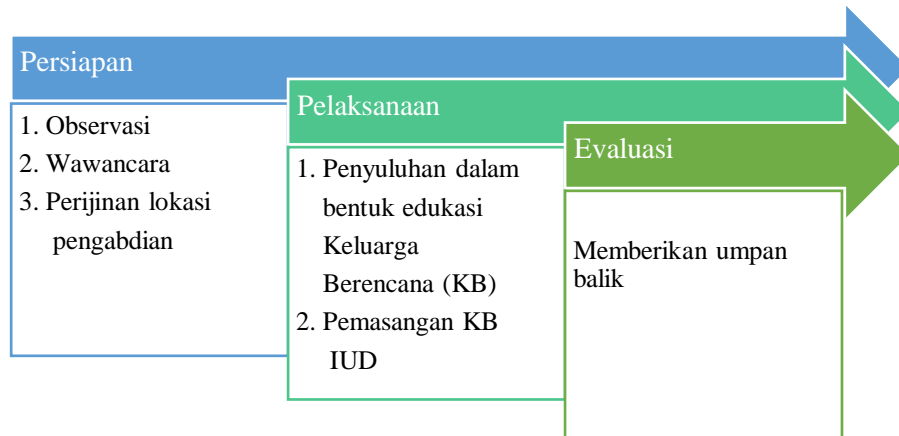 Persiapan
1. Observasi
2. Wawancara
3. Perijinan lokasi
pengabdian
Pelaksanaan
1. Penyuluhan dalam
bentuk edukasi
Keluarga
Berencana (KB)
2. Pemasangan KB
IUD
Evaluasi
Memberikan umpan
balik